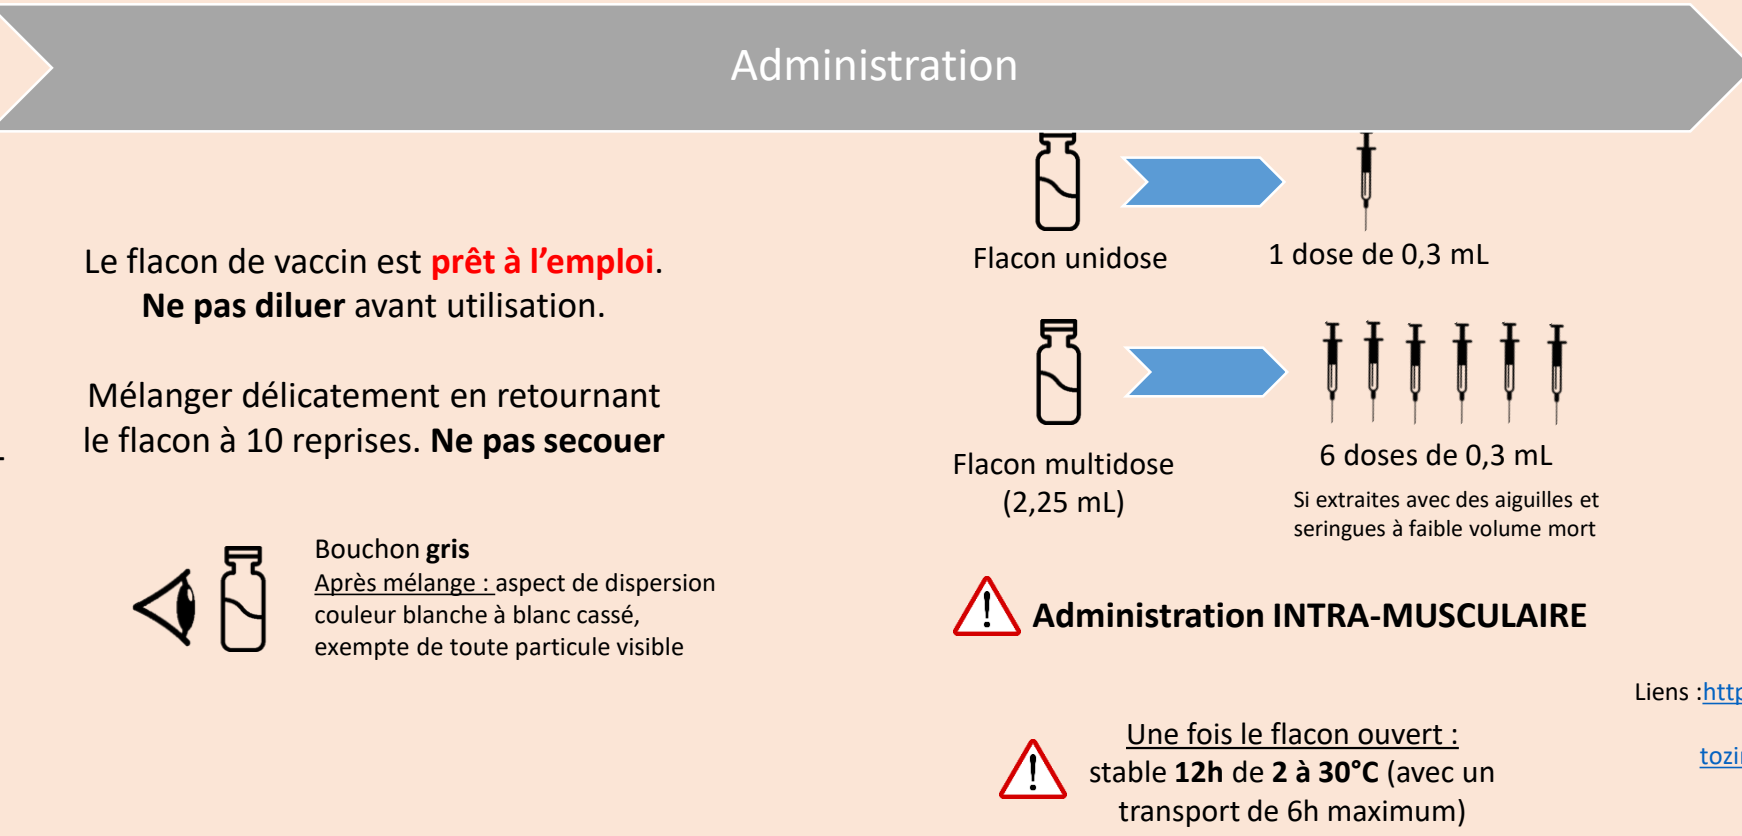 Administration
Le flacon de vaccin est prêt à l’emploi.
Ne pas diluer avant utilisation.
Mélanger délicatement en retournant
le flacon à 10 reprises. Ne pas secouer
Bouchon gris
Après mélange : aspect de dispersion
couleur blanche à blanc cassé,
exempte de toute particule visible
Flacon unidose
1 dose de 0,3 mL
Flacon multidose
(2,25 mL)
6 doses de 0,3 mL
Si extraites avec des aiguilles et
seringues à faible volume mort
Administration INTRA-MUSCULAIRE
Une fois le flacon ouvert :
stable 12h de 2 à 30°C (avec un
transport de 6h maximum)
Liens :